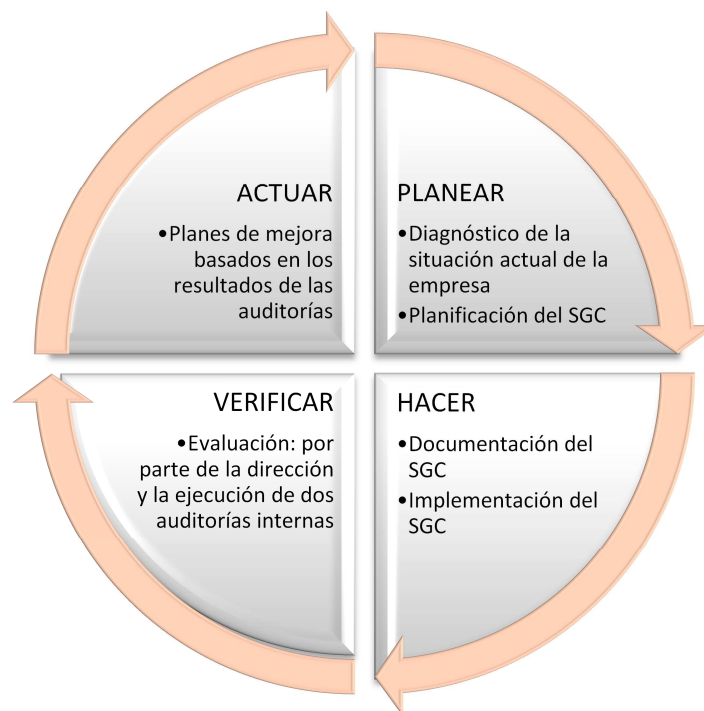 ACTUAR
•Planes de mejora
basados en los
resultados de las
auditorías
PLANEAR
•Diagnóstico de la
situación actual de la
empresa
•Planificación del SGC
VERIFICAR
•Evaluación: por
parte de la dirección
y la ejecución de dos
auditorías internas
HACER
•Documentación del
SGC
•Implementación del
SGC